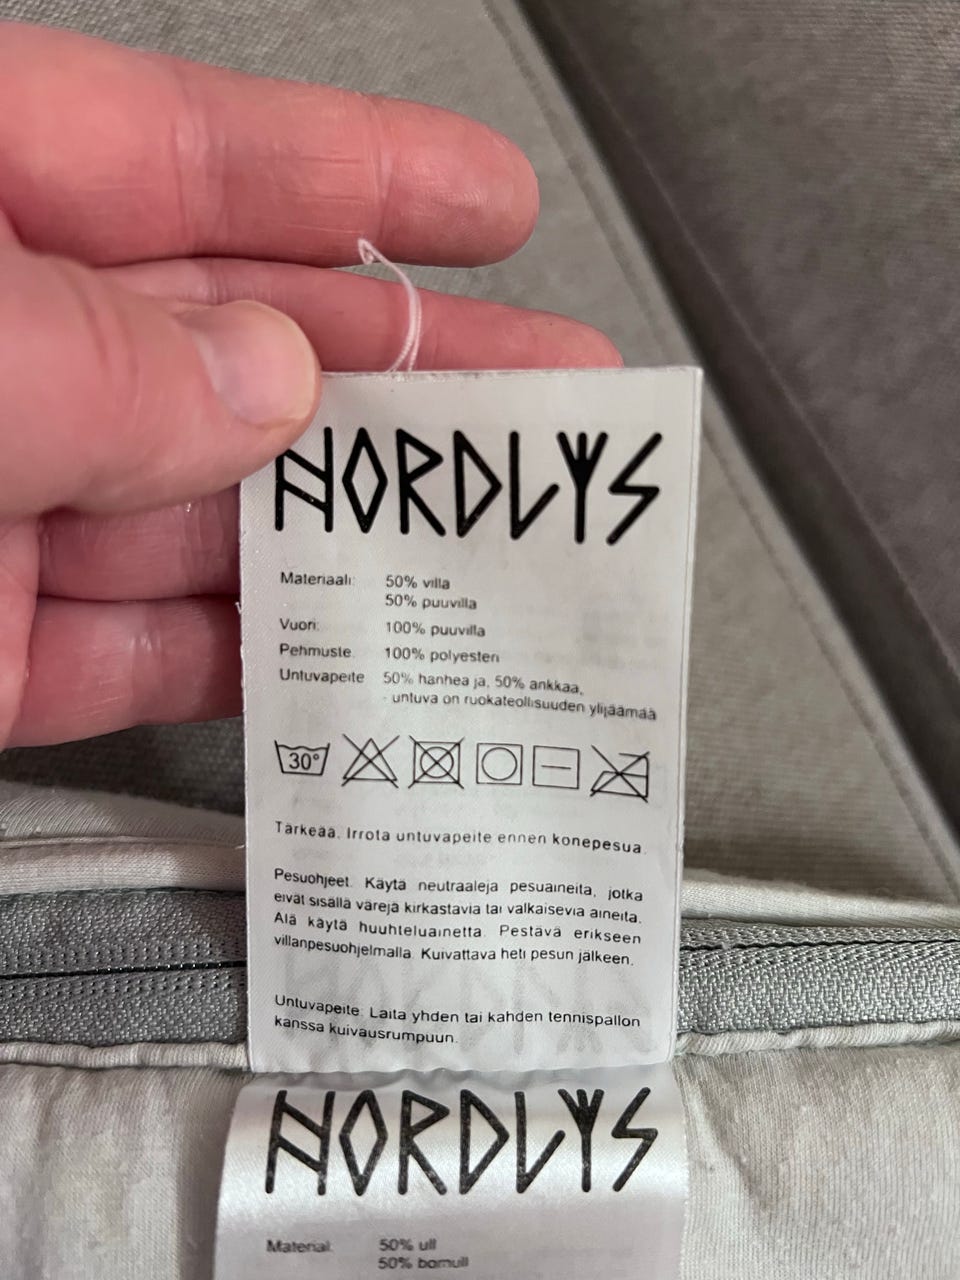 NORDLYS
Materiaali: 50% villa
50% puuvilla
Vuori: 100% puuvilla
Pehmuste. 100% polyesteri
Untuvapeite 50% hanhea ja, 50% ankkaa,
- untuva on ruokateollisuuden ylijäämää
30°
Tärkeää. Irrota untuvapeite ennen konepesua.
Pesuohjeet. Käytä neutraaleja pesuaineita, jotka
eivät sisällä värejä kirkastavia tai valkaisevia aineita.
Älä käytä huuhteluainetta. Pestävä erikseen
villanpesuohjelmalla. Kuivattava heti pesun jälkeen.
Untuvapeite. Laita yhden tai kahden tennispallon
kanssa kuivausrumpuun.
NORDLYS
Material. 50% ull
50% bomull